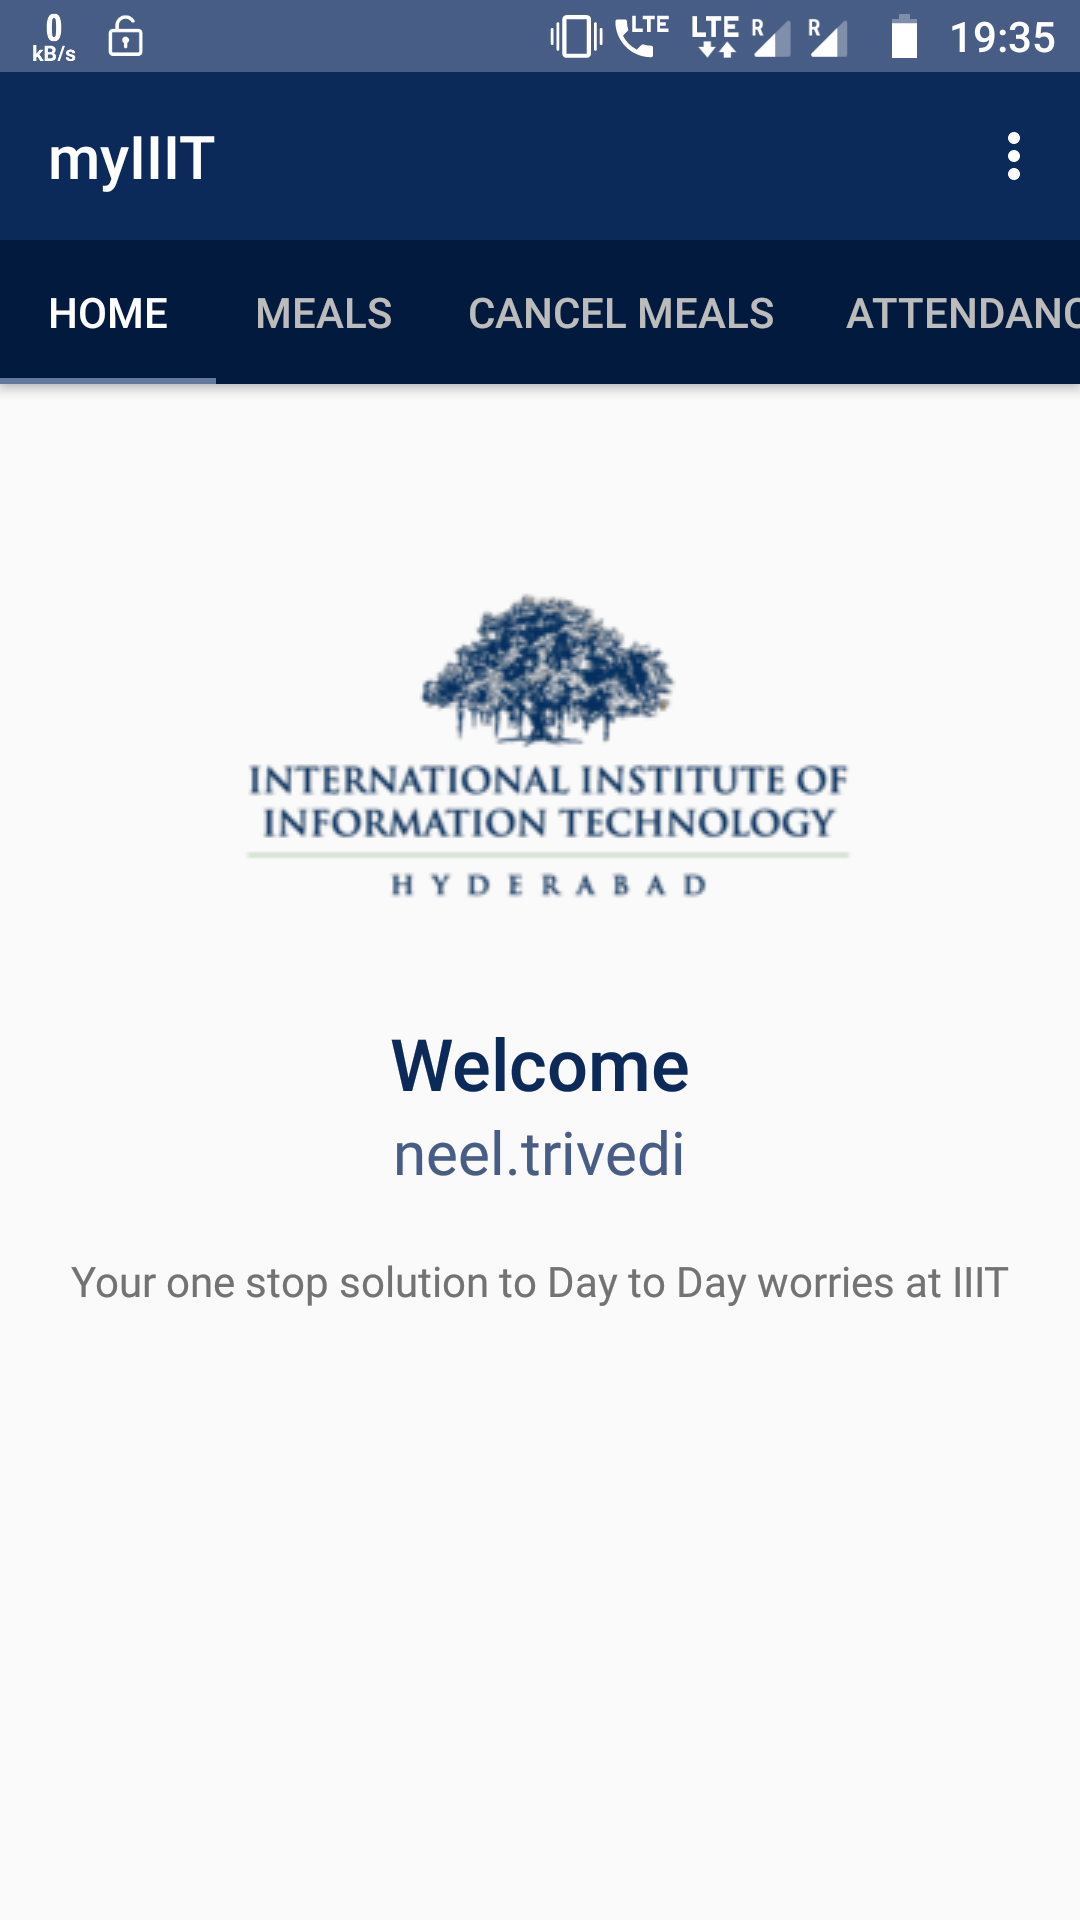 0
kB/s
LTE
LTE
R
R
19:35
myIIIT
HOME
MEALS
CANCEL MEALS
ATTENDANC
INTERNATIONAL INSTITUTE OF
INFORMATION TECHNOLOGY
HYDERABAD
Welcome
neel.trivedi
Your one stop solution to Day to Day worries at IIIT